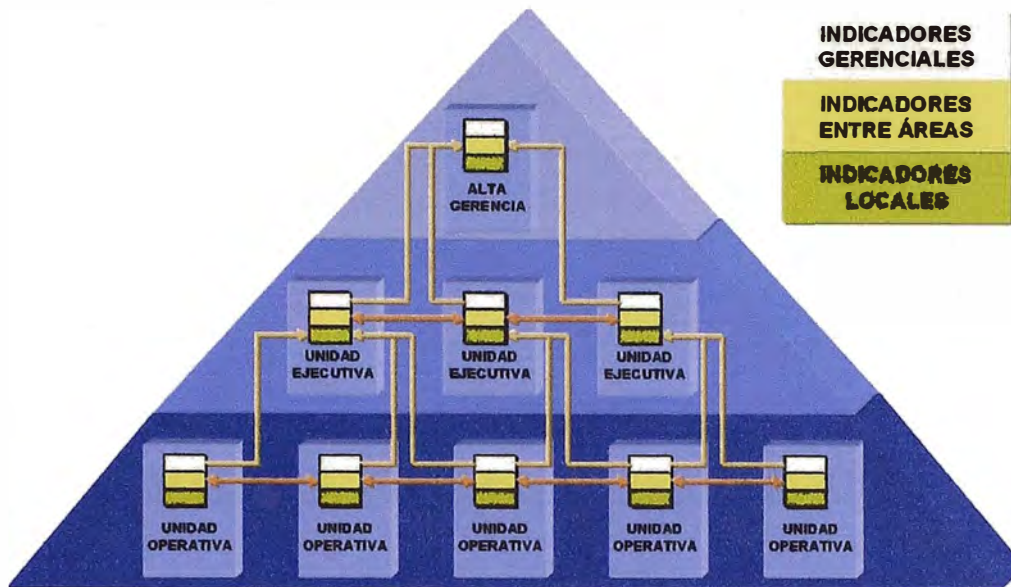 INDICADORES
GERENCIALES
INDICADORES
ENTRE ÁREAS
INDICADORES
LOCALES
ALTA
GERENCIA
UNIDAD
EJECUTIVA
UNIDAD
EJECUTIVA
UNIDAD
EJECUTIVA
UNIDAD
OPERATIVA
UNIDAD
OPERATIVA
UNIDAD
OPERATIVA
UNIDAD
OPERATIVA
UNIDAD
OPERATIVA